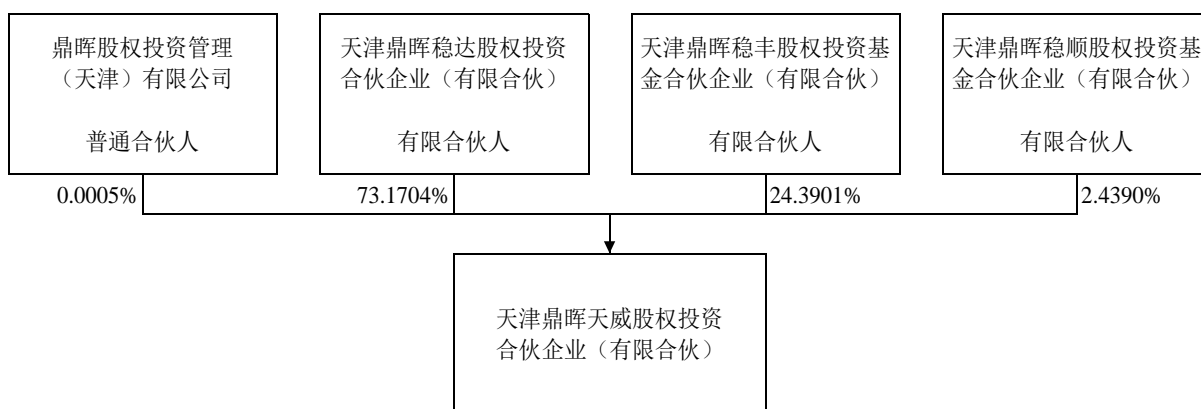 鼎晖股权投资管理
（天津）有限公司
普通合伙人
天津鼎晖稳达股权投资
合伙企业（有限合伙）
有限合伙人
天津鼎晖稳丰股权投资基
金合伙企业（有限合伙）
有限合伙人
天津鼎晖稳顺股权投资基
金合伙企业（有限合伙）
有限合伙人
0.0005%
73.1704%
24.3901%
2.4390%
天津鼎晖天威股权投资
合伙企业（有限合伙）